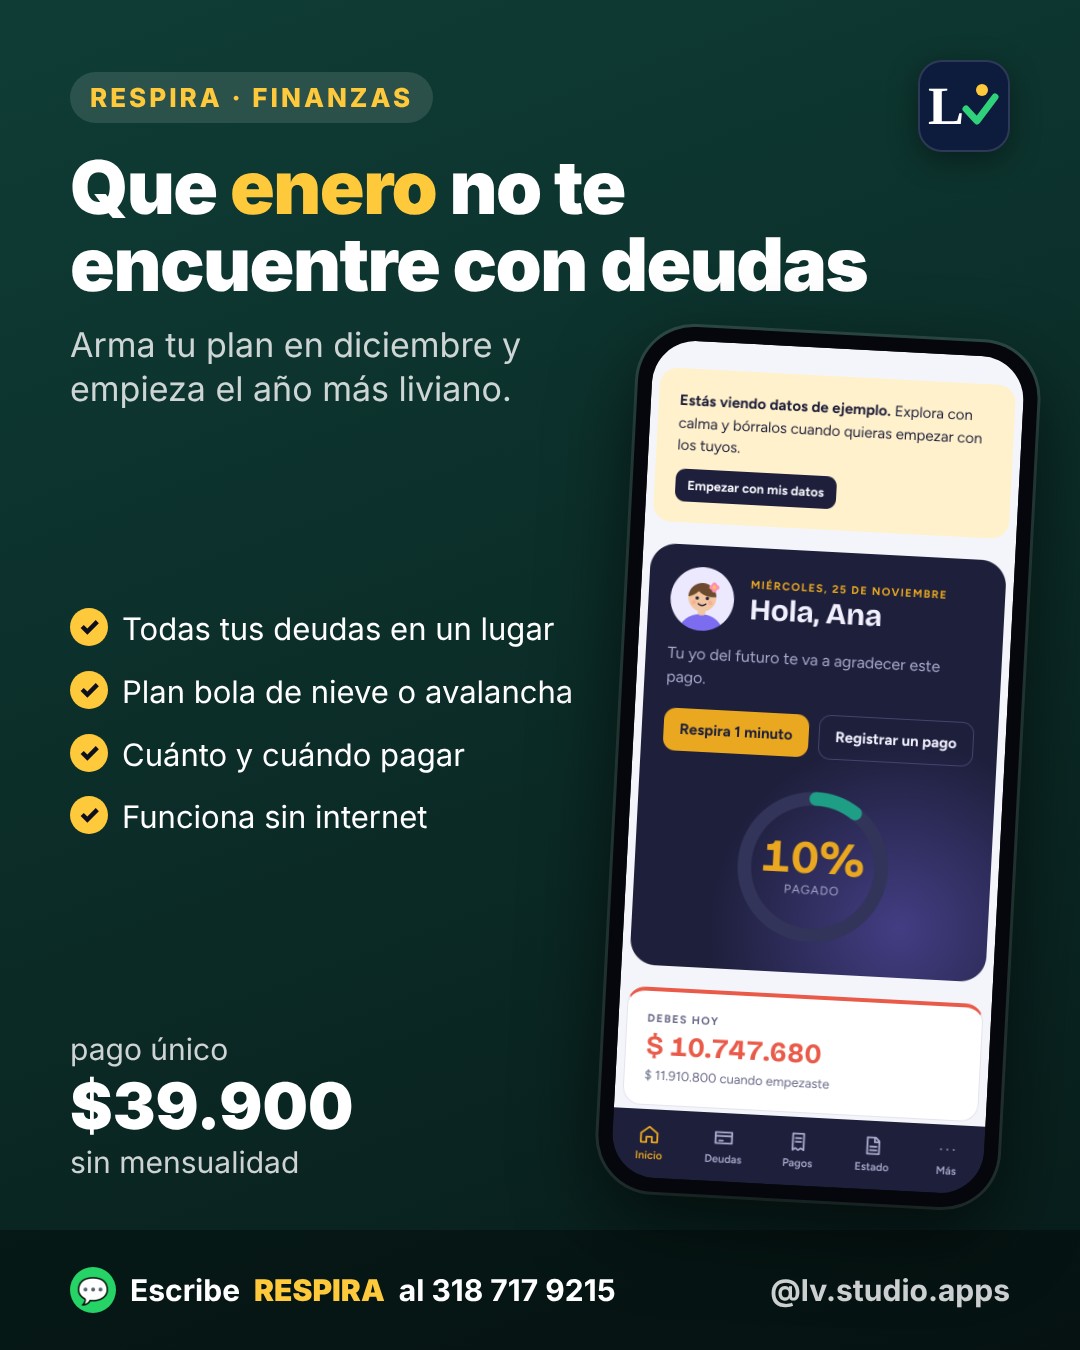 RESPIRA · FINANZAS
L
Que enero no te
encuentre con deudas
Arma tu plan en diciembre y
empieza el año más liviano.
Todas tus deudas en un lugar
Plan bola de nieve o avalancha
Cuánto y cuándo pagar
Funciona sin internet
pago único
$39.900
sin mensualidad
Estás viendo datos de ejemplo. Explora con
calma y bórralos cuando quieras empezar con
los tuyos.
Empezar con mis datos
MIÉRCOLES, 25 DE NOVIEMBRE
Hola, Ana
Tu yo del futuro te va a agradecer este
pago.
Respira 1 minuto
Registrar un pago
10%
PAGADO
DEBES HOY
$ 10.747.680
$ 11.910.800 cuando empezaste
Inicio Deudas Pagos Estado Más
Escribe RESPIRA al 318 717 9215
@lv.studio.apps